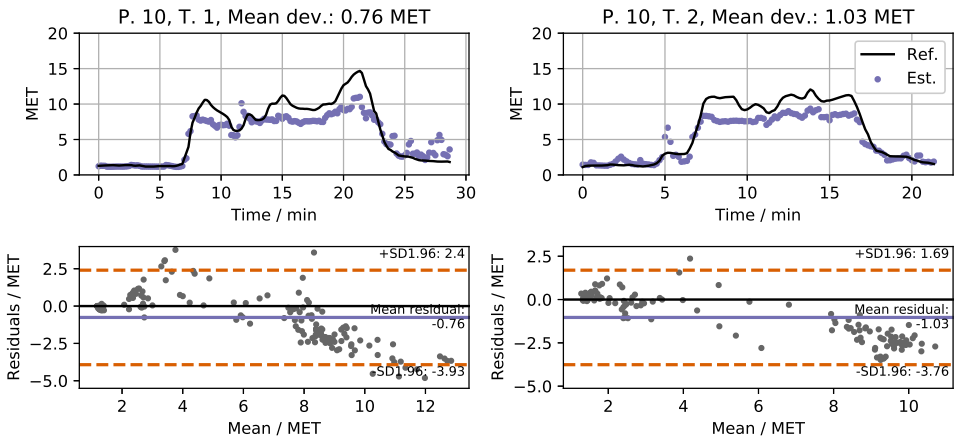 P. 10, T. 1, Mean dev.: 0.76 MET
20
15
10
5
0
MET
0
5
10
15
20
25
30
Time / min
P. 10, T. 2, Mean dev.: 1.03 MET
20
15
10
5
0
MET
Ref.
Est.
0
5
10
15
20
Time / min
2.5
0.0
−2.5
−5.0
Residuals / MET
+SD1.96: 2.4
Mean residual:
-0.76
-SD1.96: -3.93
2
4
6
8
10
12
Mean / MET
2.5
0.0
−2.5
−5.0
Residuals / MET
+SD1.96: 1.69
Mean residual:
-1.03
-SD1.96: -3.76
2
4
6
8
10
Mean / MET